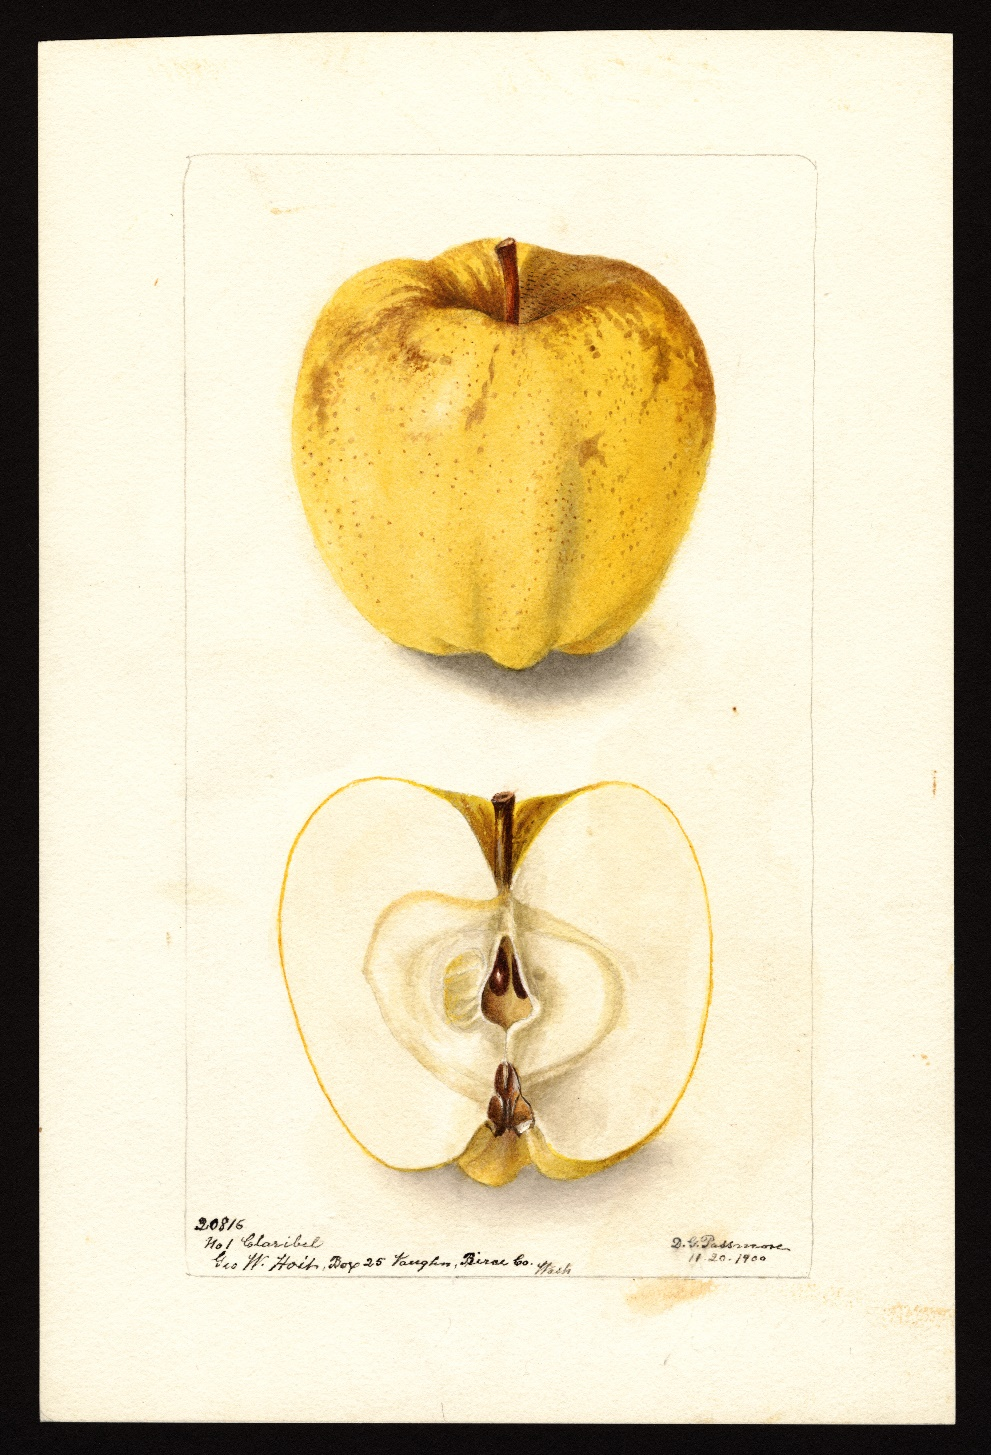 20816
No 1 Claribel
Geo W. Hoit, Box 25 Vaughn, Pierce Co. Wash
D. G. Passmore
11-20-1900